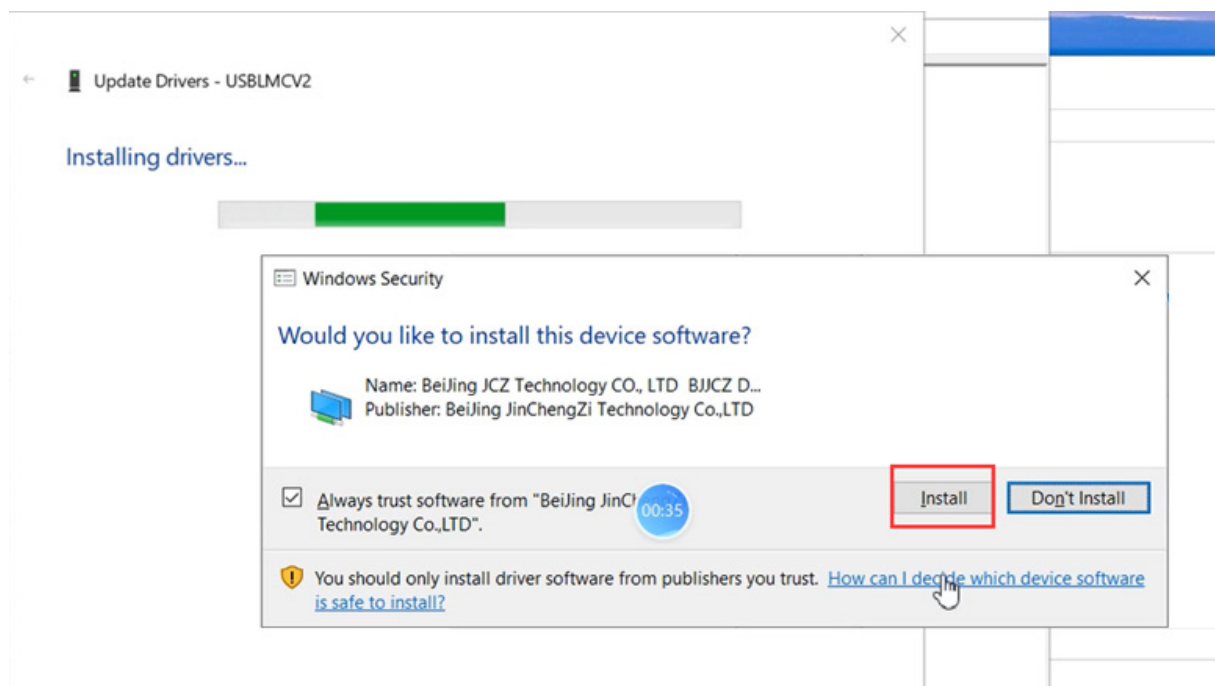 Update Drivers - USBLMCV2
Installing drivers...
Windows Security
Would you like to install this device software?
Name: BeiJing JCZ Technology CO., LTD BJJCZ D...
Publisher: BeiJing JinChengZi Technology Co.,LTD
Always trust software from "BeiJing
Technology Co.,LTD".
00:35
Install
Don't Install
You should only install driver software from publishers you trust. How can I decide which device software
is safe to install?